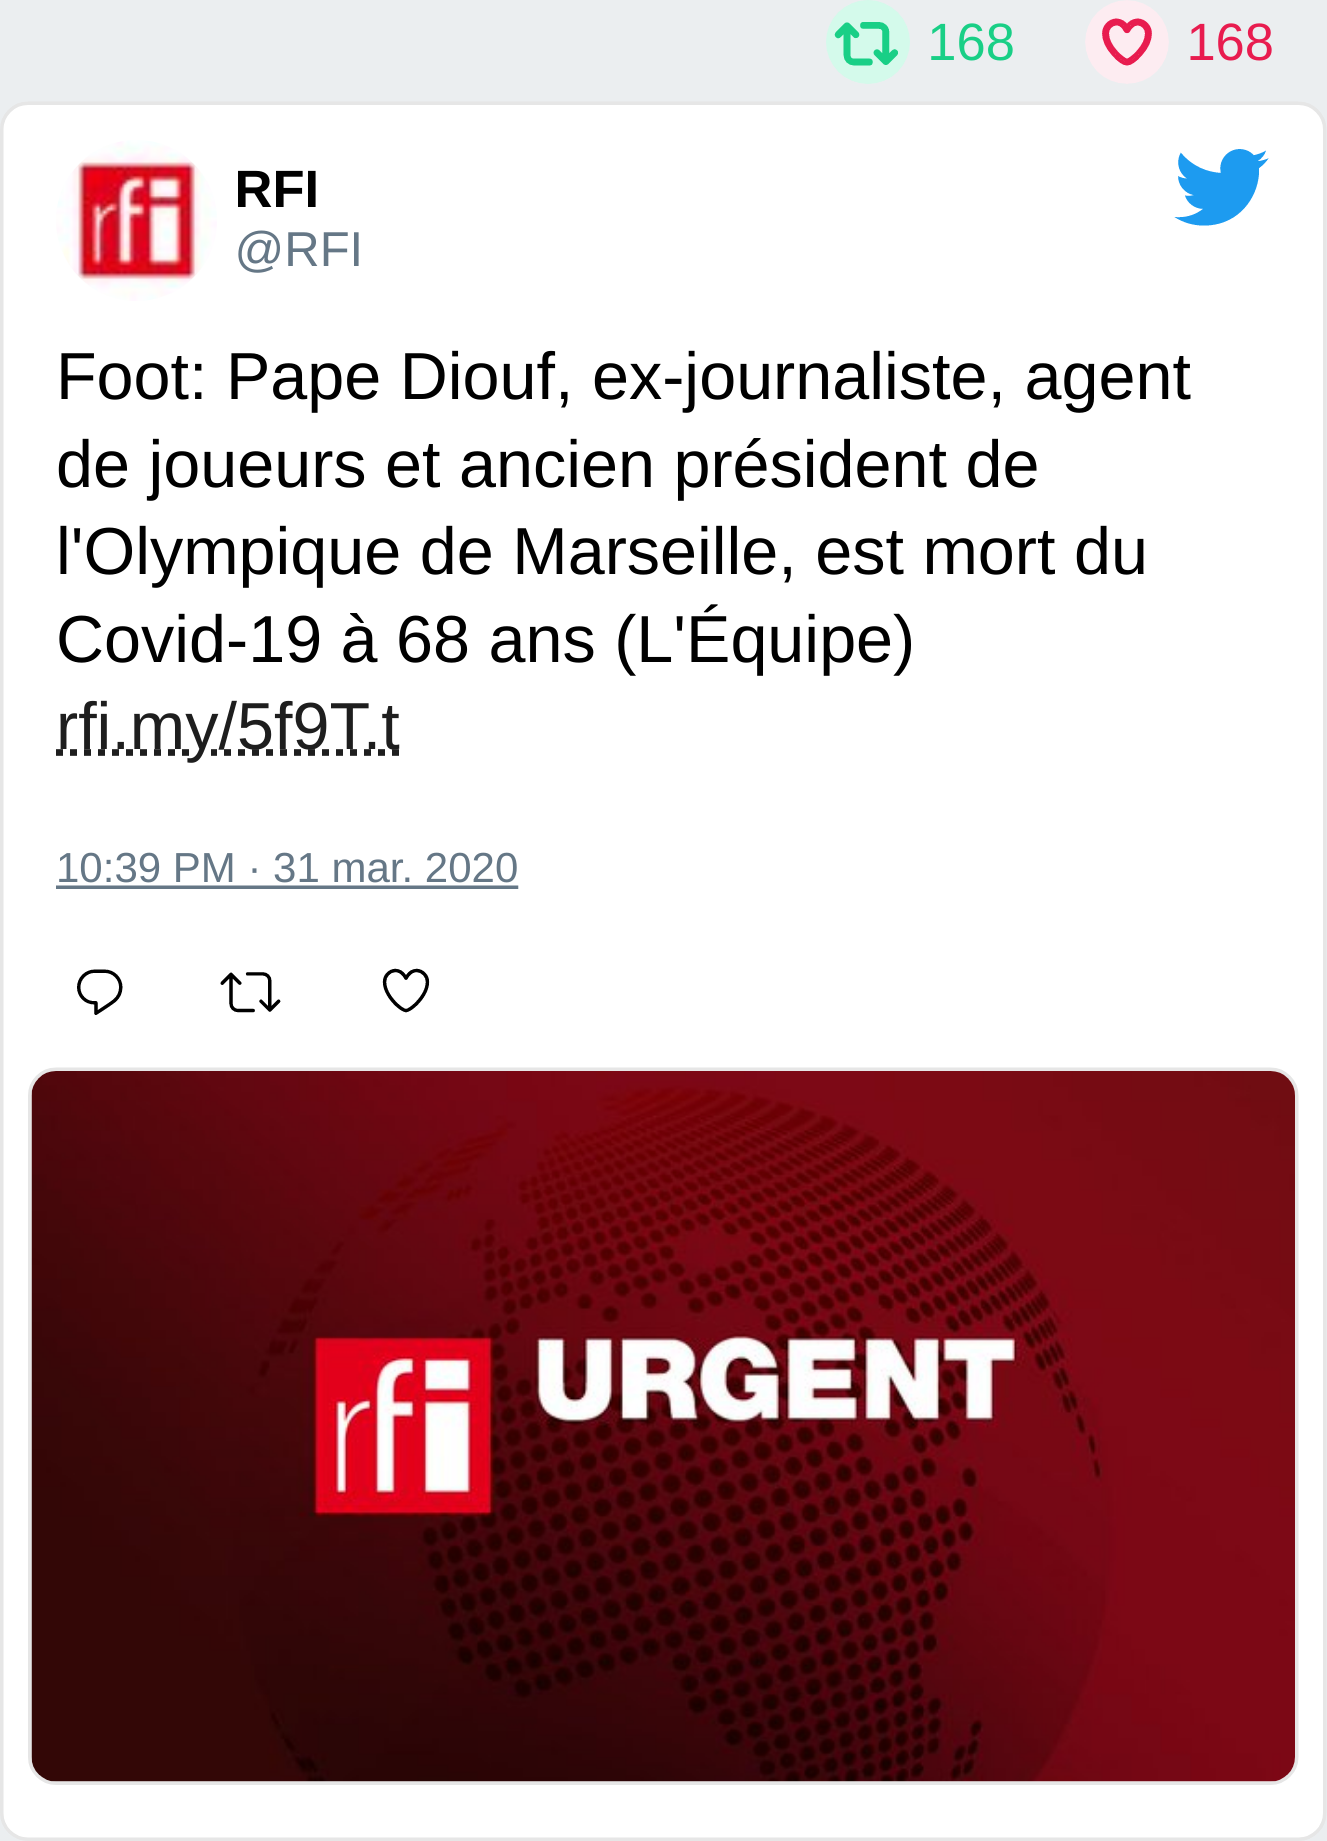 168 168
rfi
RFI
@RFI
Foot: Pape Diouf, ex-journaliste, agent
de joueurs et ancien président de
l'Olympique de Marseille, est mort du
Covid-19 à 68 ans (L'Équipe)
rfi.my/5f9T.t
10:39 PM · 31 mar. 2020
rfi URGENT